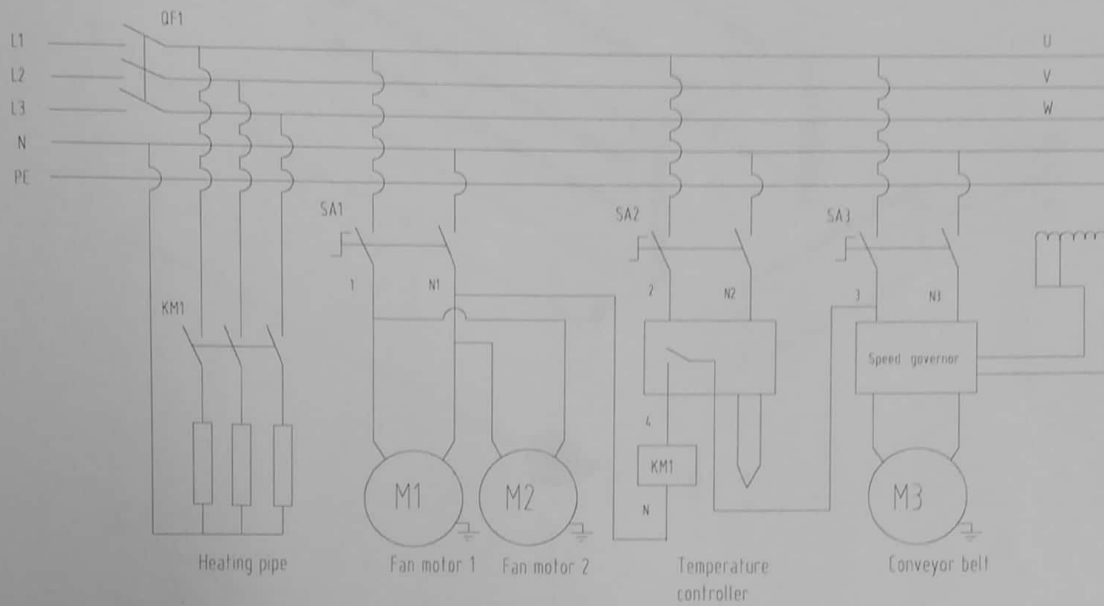 QF1
L1
U
L2
V
L3
W
N
PE
SA1
SA2
SA3
1
N1
2
N2
3
N3
KM1
Speed governor
4
KM1
M1
M2
M3
N
Heating pipe
Fan motor 1
Fan motor 2
Temperature
controller
Conveyor belt